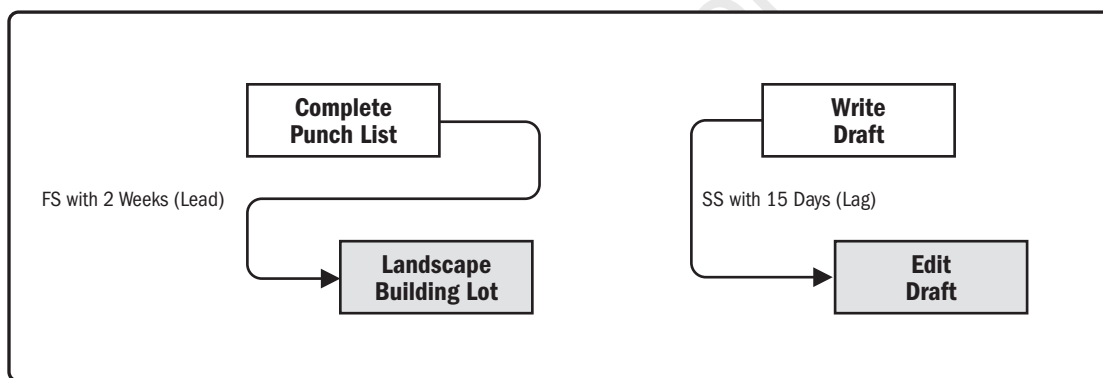 Complete
Punch List
Write
Draft
FS with 2 Weeks (Lead)
SS with 15 Days (Lag)
Landscape
Building Lot
Edit
Draft